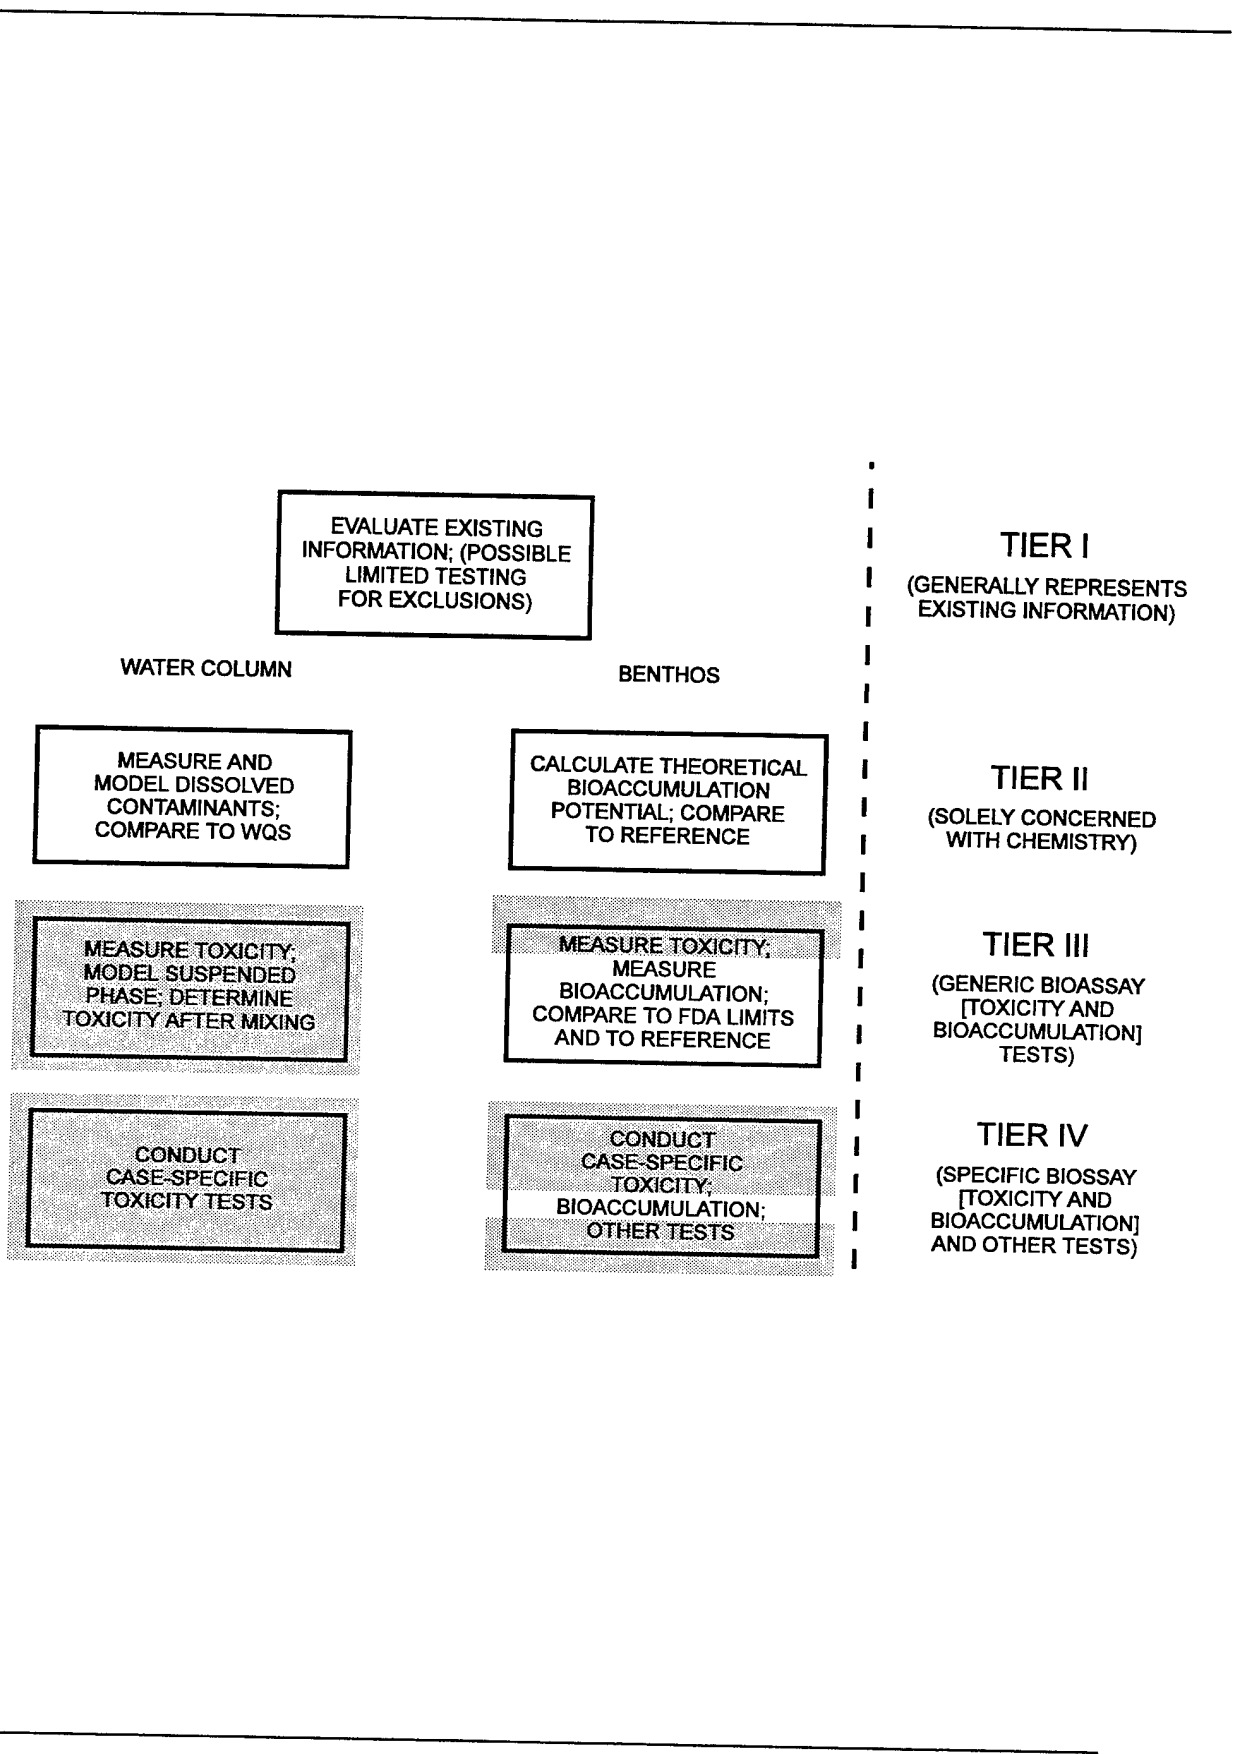 EVALUATE EXISTING
INFORMATION; (POSSIBLE
LIMITED TESTING
FOR EXCLUSIONS)
TIER I
(GENERALLY REPRESENTS
EXISTING INFORMATION)
WATER COLUMN
BENTHOS
MEASURE AND
MODEL DISSOLVED
CONTAMINANTS;
COMPARE TO WQS
CALCULATE THEORETICAL
BIOACCUMULATION
POTENTIAL; COMPARE
TO REFERENCE
TIER II
(SOLELY CONCERNED
WITH CHEMISTRY)
MEASURE TOXICITY;
MODEL SUSPENDED
PHASE; DETERMINE
TOXICITY AFTER MIXING
MEASURE TOXICITY;
MEASURE
BIOACCUMULATION;
COMPARE TO FDA LIMITS
AND TO REFERENCE
TIER III
(GENERIC BIOASSAY
[TOXICITY AND
BIOACCUMULATION]
TESTS)
CONDUCT
CASE-SPECIFIC
TOXICITY TESTS
CONDUCT
CASE-SPECIFIC
TOXICITY;
BIOACCUMULATION;
OTHER TESTS
TIER IV
(SPECIFIC BIOSSAY
[TOXICITY AND
BIOACCUMULATION]
AND OTHER TESTS)